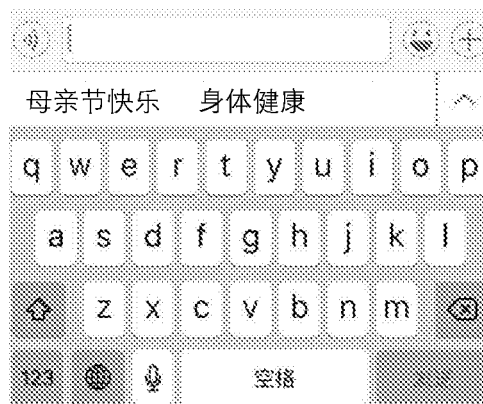 母亲节快乐 身体健康
q w e r t y u i o p
a s d f g h j k l
z x c v b n m
123 空格